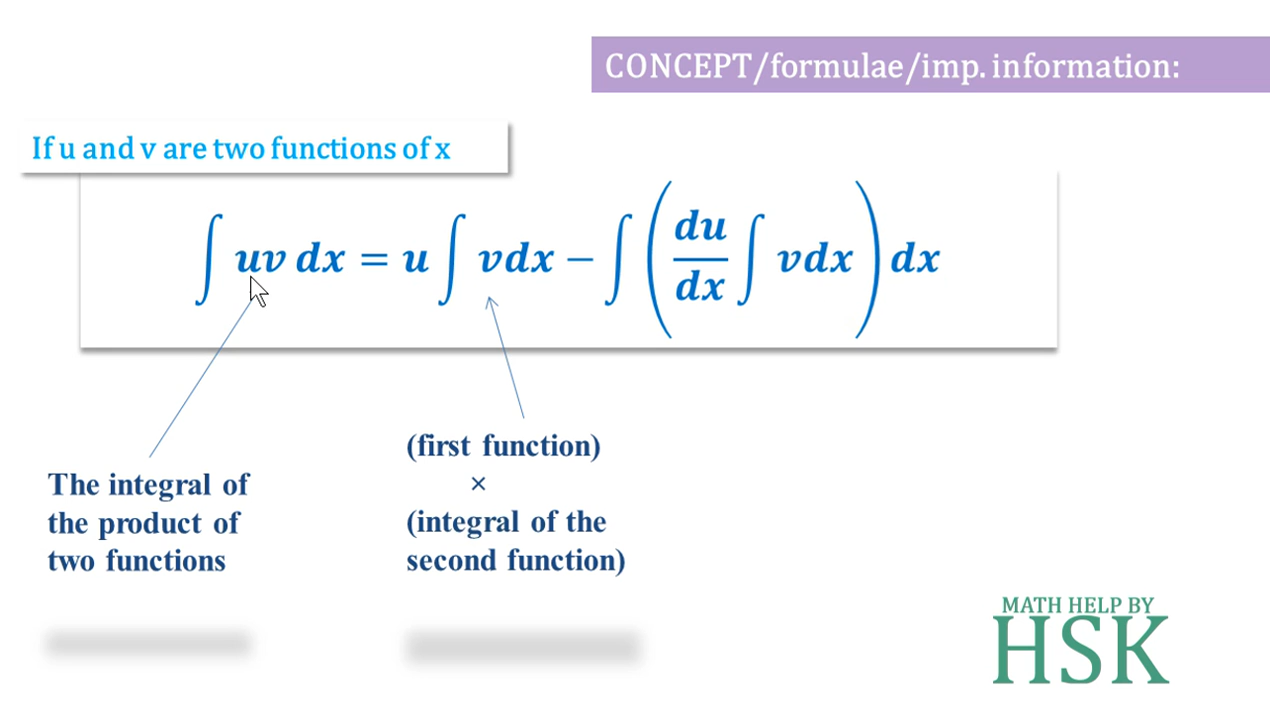 CONCEPT/formulae/imp. information:
If u and v are two functions of x
∫ uv dx = u ∫ vdx − ∫ ( du/dx ∫ vdx ) dx
The integral of
the product of
two functions
(first function)
×
(integral of the
second function)
MATH HELP BY
HSK